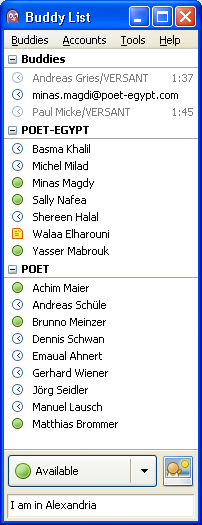 Buddy List
Buddies Accounts Tools Help
Buddies
Andreas Gries/VERSANT 1:37
minas.magdi@poet-egypt.com
Paul Micke/VERSANT 1:45
POET-EGYPT
Basma Khalil
Michel Milad
Minas Magdy
Sally Nafea
Shereen Halal
Walaa Elharouni
Yasser Mabrouk
POET
Achim Maier
Andreas Schüle
Brunno Meinzer
Dennis Schwan
Emaual Ahnert
Gerhard Wiener
Jörg Seidler
Manuel Lausch
Matthias Brommer
Available
I am in Alexandria